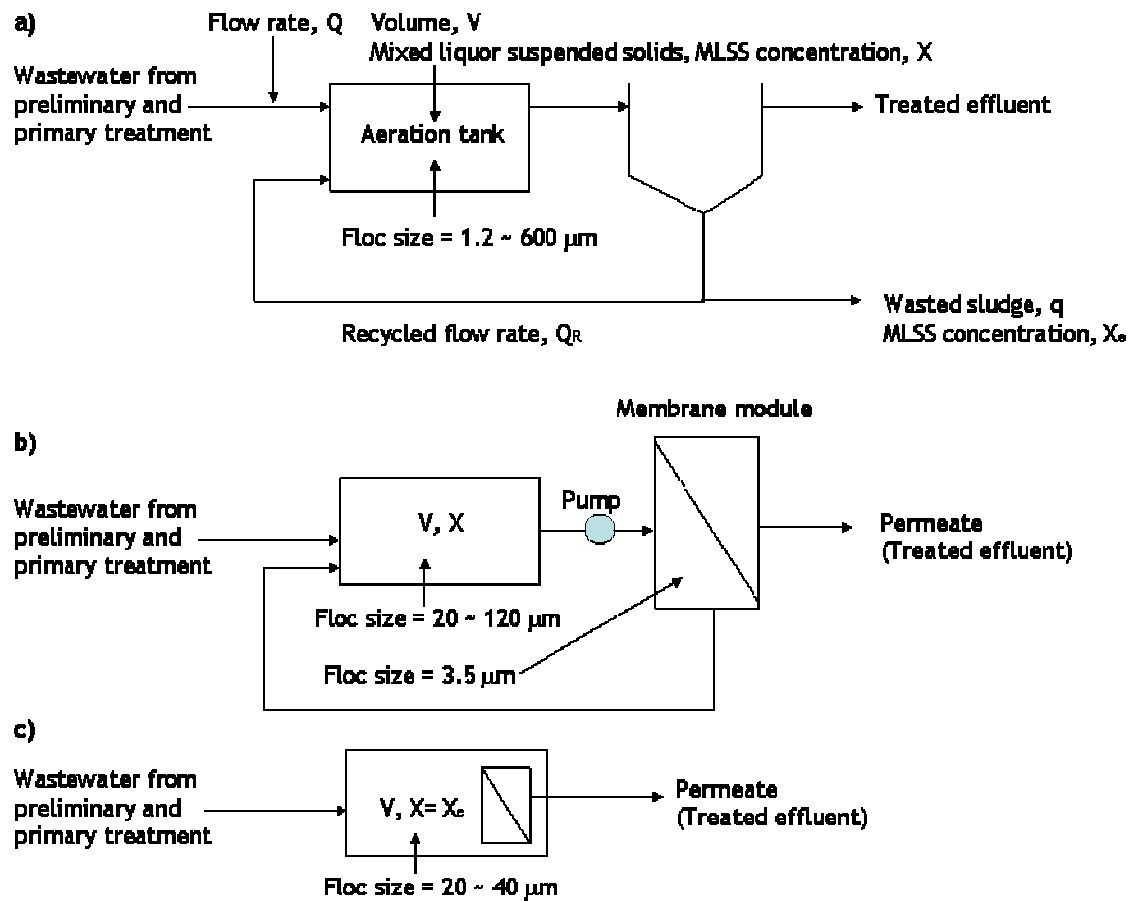 a)
Flow rate, Q
Volume, V
Mixed liquor suspended solids, MLSS concentration, X
Wastewater from
preliminary and
primary treatment
Aeration tank
Treated effluent
Floc size = 1.2 ~ 600 μm
Wasted sludge, q
MLSS concentration, Xe
Recycled flow rate, QR
Membrane module
b)
Wastewater from
preliminary and
primary treatment
V, X
Pump
Permeate
(Treated effluent)
Floc size = 20 ~ 120 μm
Floc size = 3.5 μm
c)
Wastewater from
preliminary and
primary treatment
V, X= Xe
Permeate
(Treated effluent)
Floc size = 20 ~ 40 μm